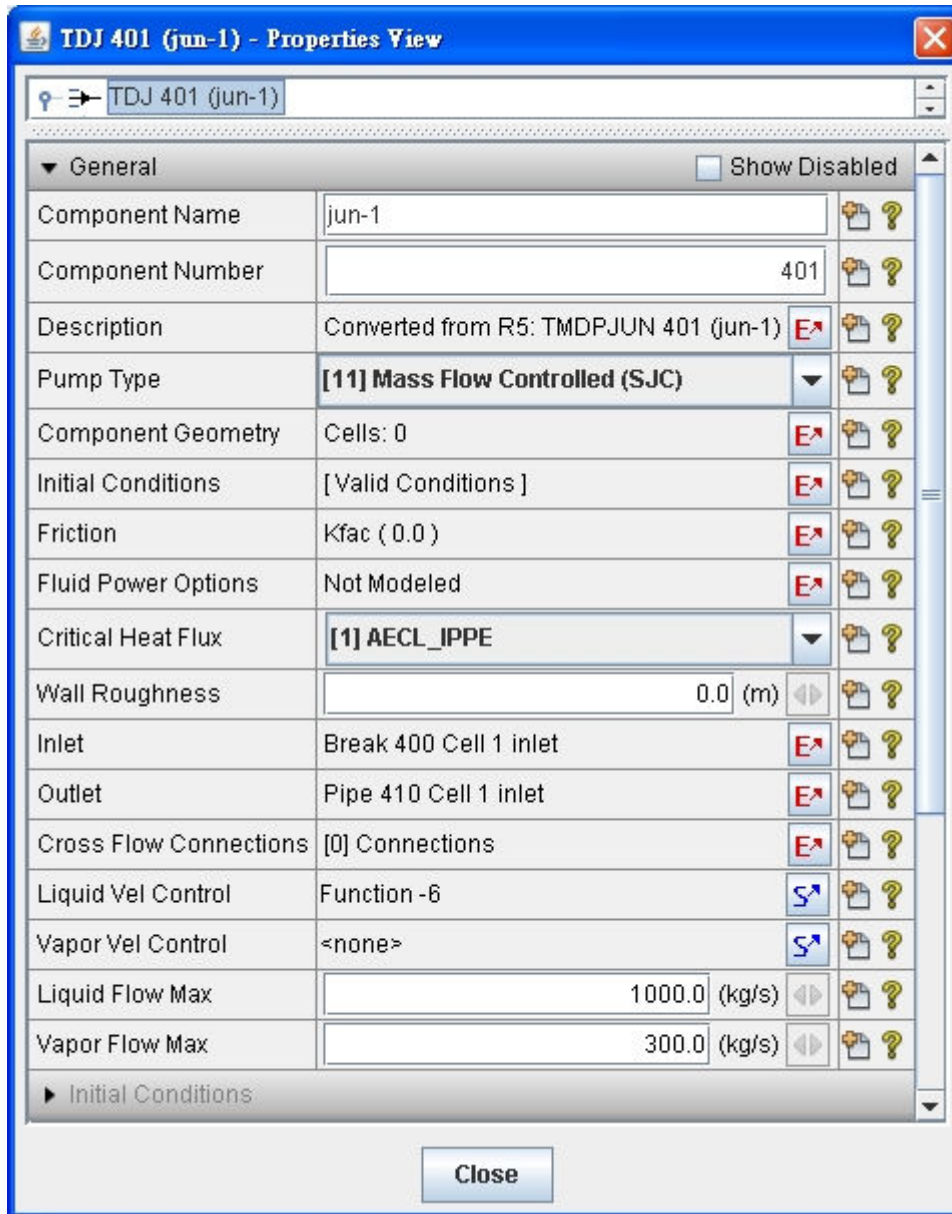 TDJ 401 (jun-1) - Properties View
TDJ 401 (jun-1)
General Show Disabled
Component Name jun-1
Component Number 401
Description Converted from R5: TMDPJUN 401 (jun-1) E
Pump Type [11] Mass Flow Controlled (SJC)
Component Geometry Cells: 0 E
Initial Conditions [ Valid Conditions ] E
Friction Kfac ( 0.0 ) E
Fluid Power Options Not Modeled E
Critical Heat Flux [1] AECL_IPPE
Wall Roughness 0.0 (m)
Inlet Break 400 Cell 1 inlet E
Outlet Pipe 410 Cell 1 inlet E
Cross Flow Connections [0] Connections E
Liquid Vel Control Function -6 S
Vapor Vel Control <none> S
Liquid Flow Max 1000.0 (kg/s)
Vapor Flow Max 300.0 (kg/s)
Initial Conditions
Close